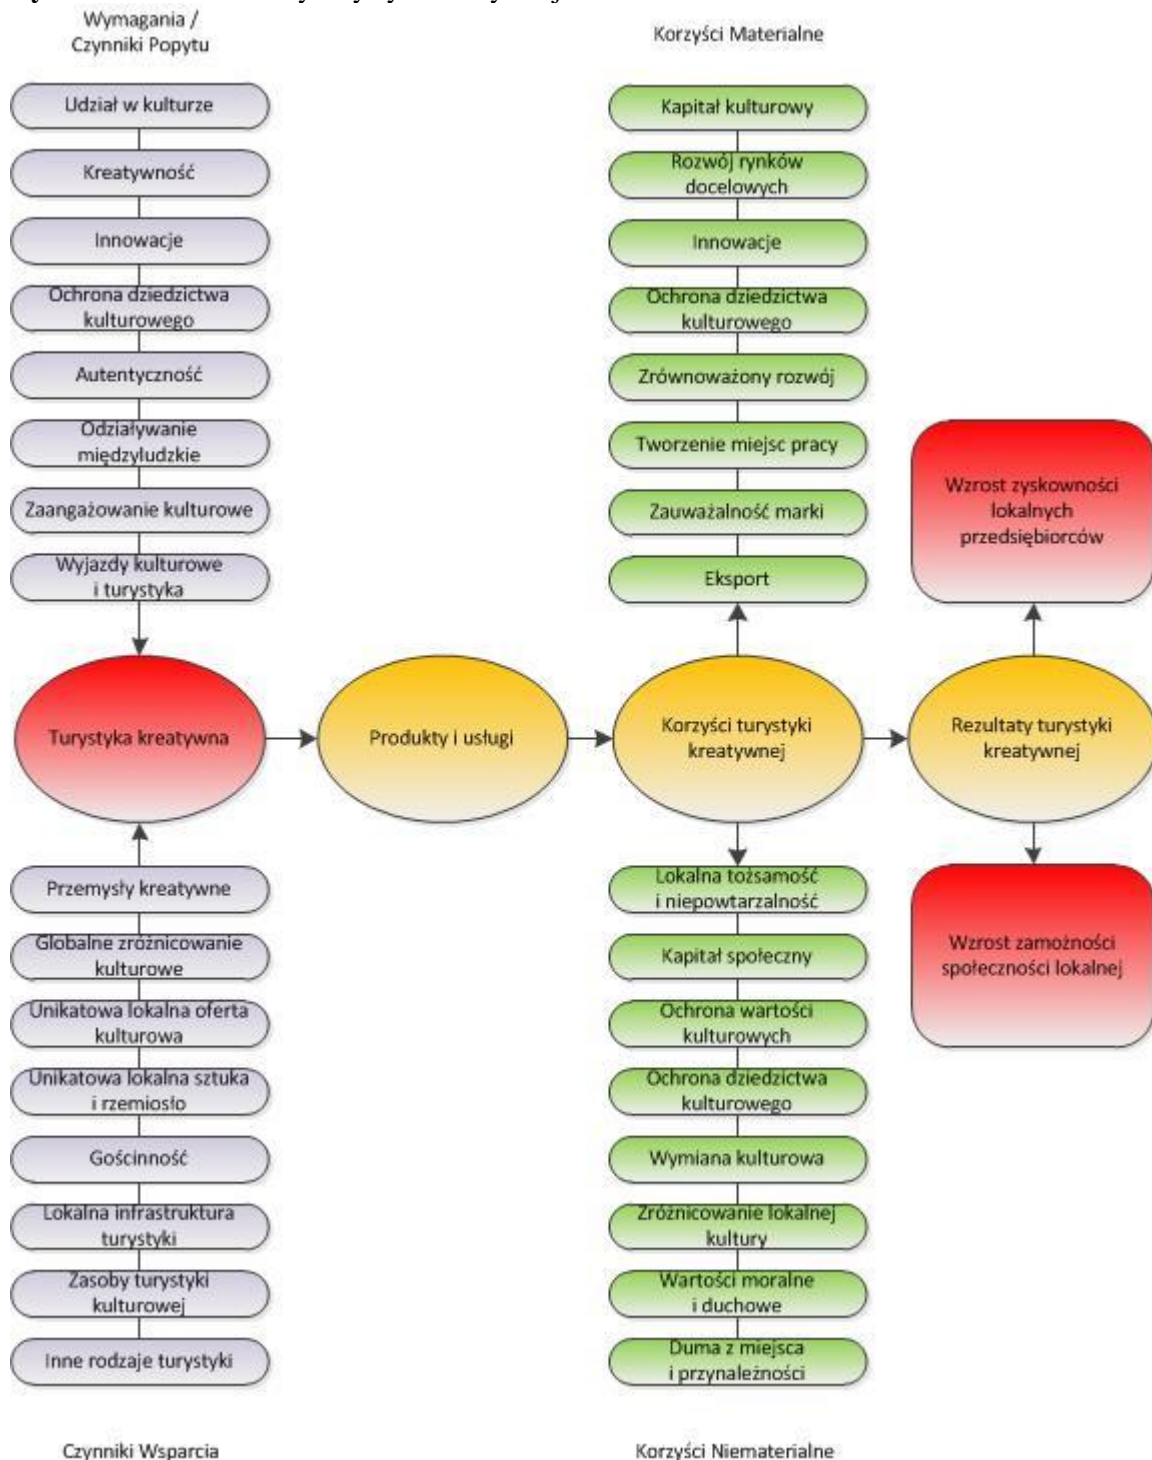 Wymagania /
Czynniki Popytu
Udział w kulturze
Kreatywność
Innowacje
Ochrona dziedzictwa
kulturowego
Autentyczność
Odziaływanie
międzyludzkie
Zaangażowanie kulturowe
Wyjazdy kulturowe
i turystyka
Korzyści Materialne
Kapitał kulturowy
Rozwój rynków
docelowych
Innowacje
Ochrona dziedzictwa
kulturowego
Zrównoważony rozwój
Tworzenie miejsc pracy
Zauważalność marki
Eksport
Wzrost zyskowności
lokalnych
przedsiębiorców
Turystyka kreatywna
Produkty i usługi
Korzyści turystyki
kreatywnej
Rezultaty turystyki
kreatywnej
Przemysły kreatywne
Globalne zróżnicowanie
kulturowe
Unikatowa lokalna oferta
kulturowa
Unikatowa lokalna sztuka
i rzemiosło
Gościnność
Lokalna infrastruktura
turystyki
Zasoby turystyki
kulturowej
Inne rodzaje turystyki
Czynniki Wsparcia
Lokalna tożsamość
i niepowtarzalność
Kapitał społeczny
Ochrona wartości
kulturowych
Ochrona dziedzictwa
kulturowego
Wymiana kulturowa
Zróżnicowanie lokalnej
kultury
Wartości moralne
i duchowe
Duma z miejsca
i przynależności
Korzyści Niematerialne
Wzrost zamożności
społeczności lokalnej